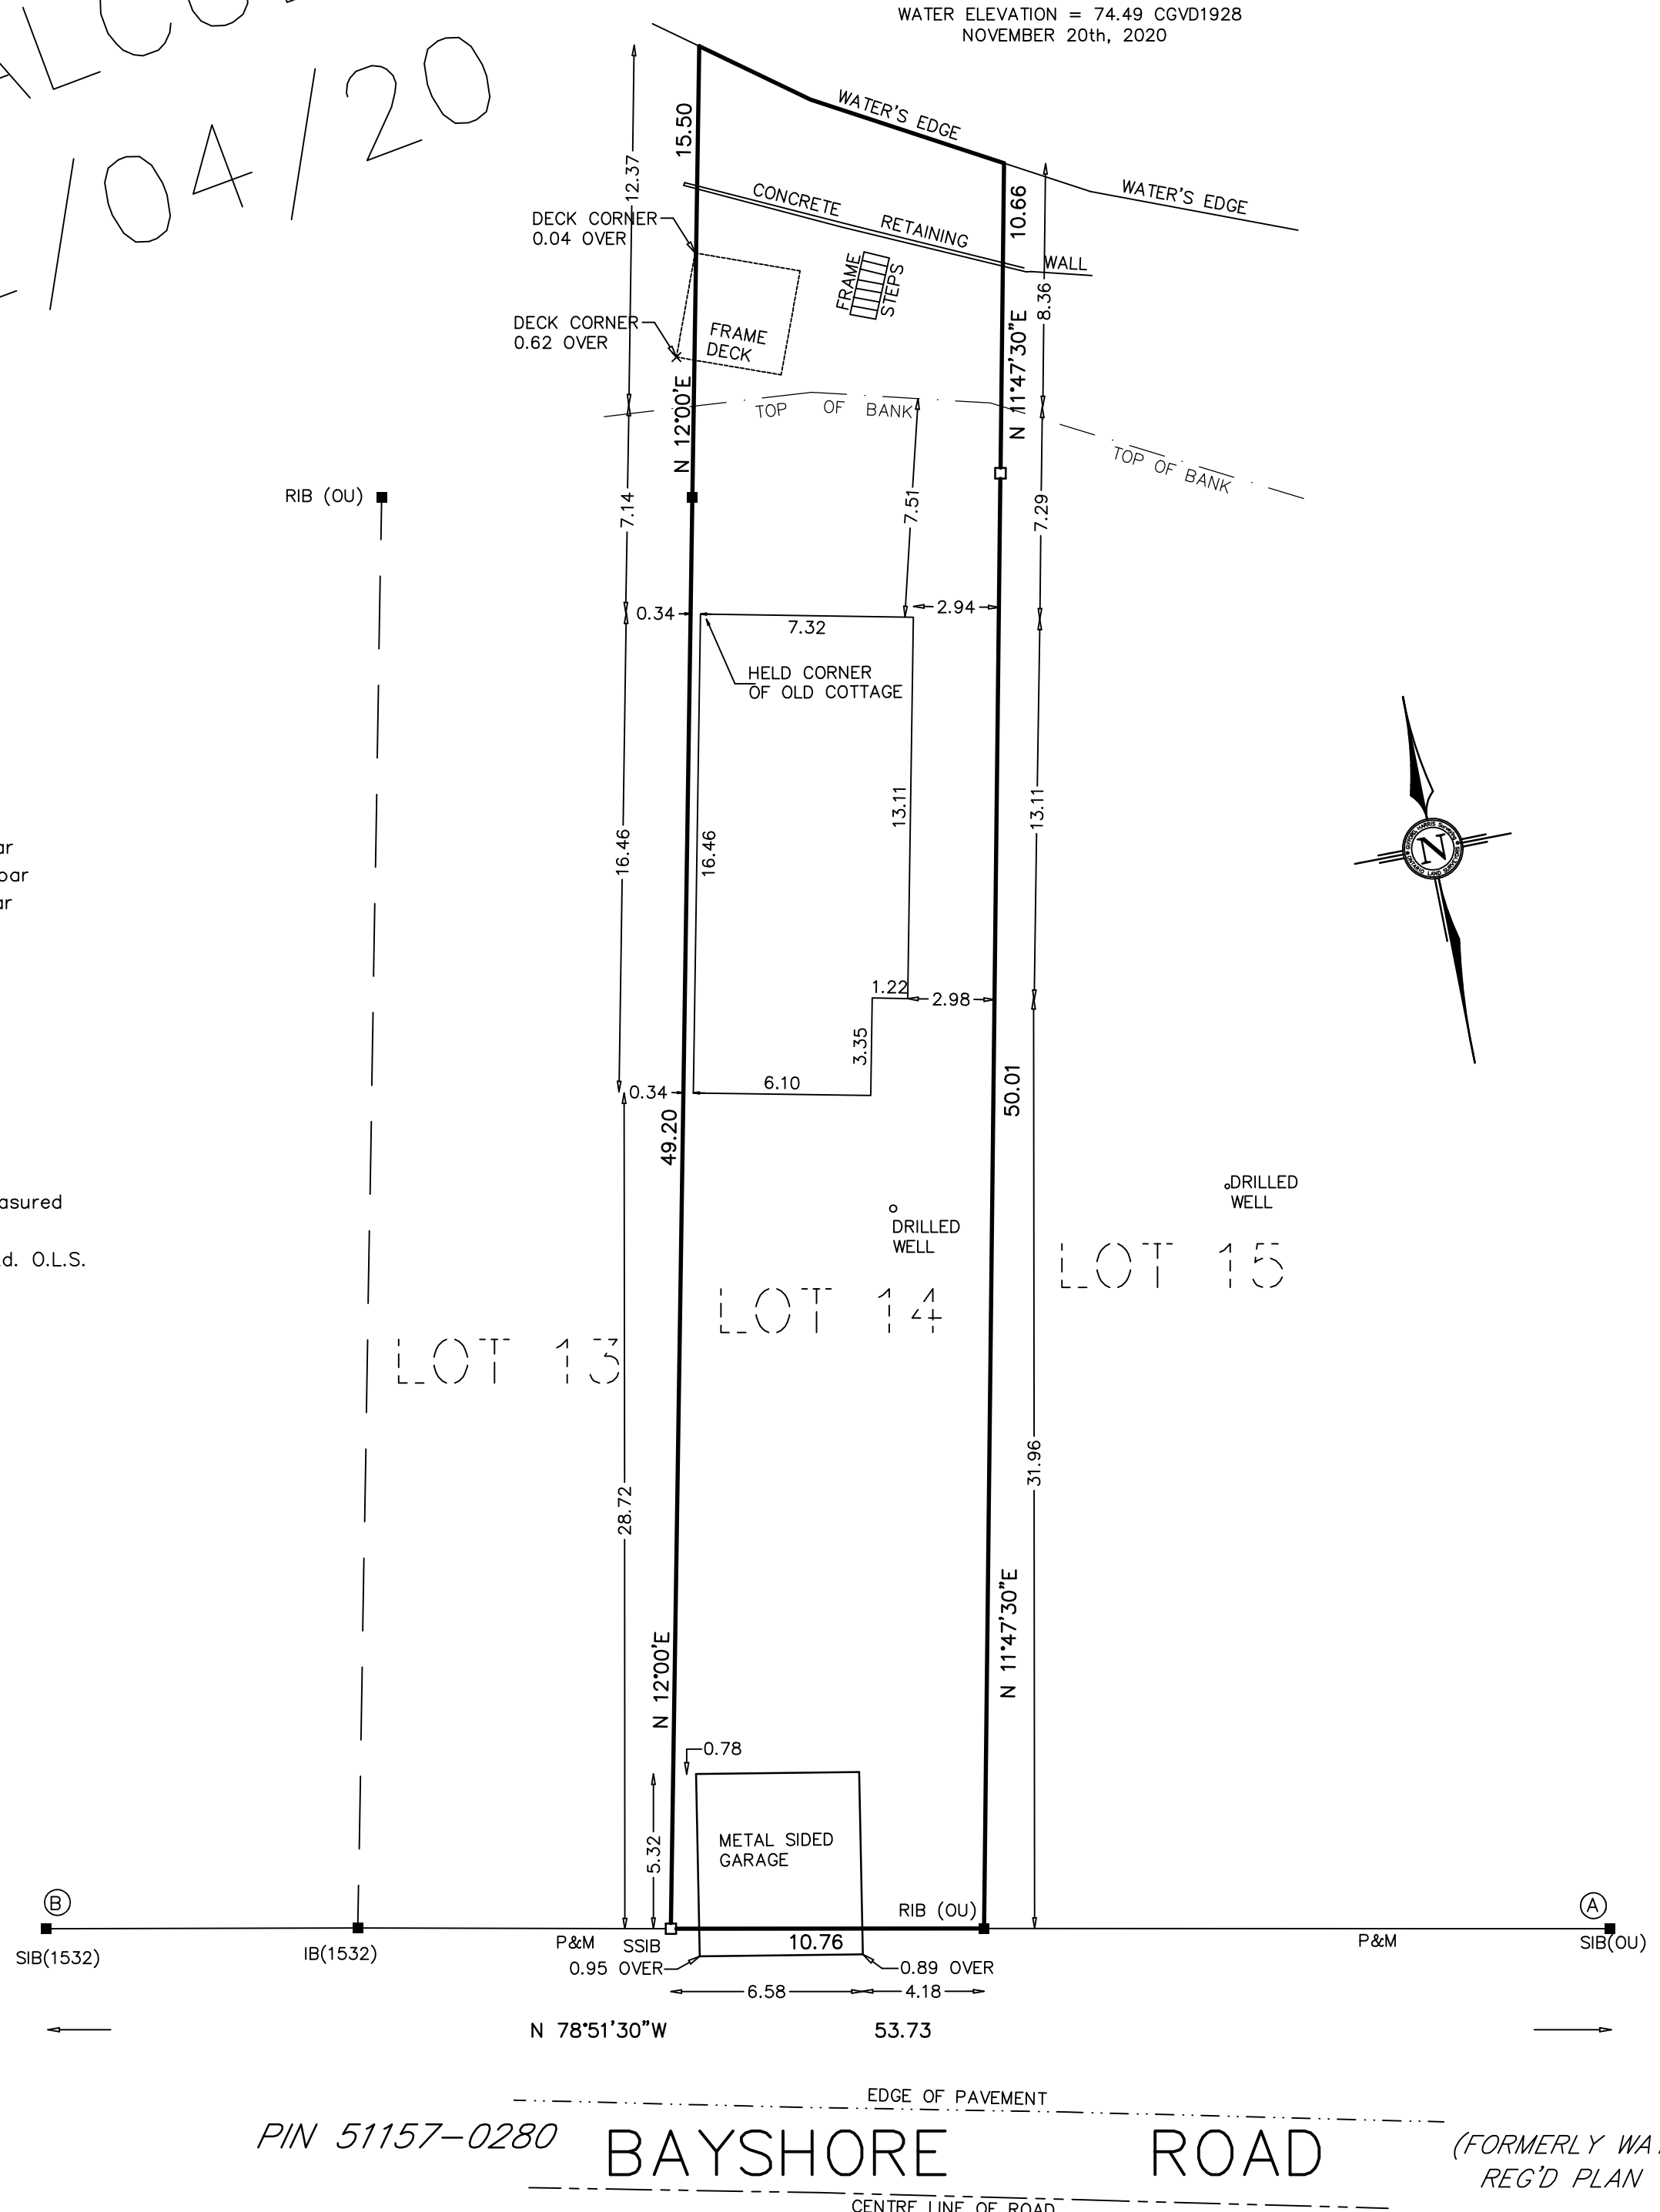 WATER ELEVATION = 74.49 CGVD1928
NOVEMBER 20th, 2020
/04/20
WATER'S EDGE
WATER'S EDGE
15.50
12.37
10.66
CONCRETE RETAINING WALL
DECK CORNER
0.04 OVER
FRAME
STEPS
8.36
DECK CORNER
0.62 OVER
FRAME
DECK
N 11°47'30"E
N 12°00'E
TOP OF BANK
TOP OF BANK
RIB (OU)
7.14
7.51
7.29
0.34
7.32
2.94
HELD CORNER
OF OLD COTTAGE
16.46
16.46
13.11
13.11
N
GIFFORD, HARRIS Surveying
ONTARIO LAND SURVEYORS
1.22
2.98
3.35
0.34
6.10
49.20
50.01
asured
DRILLED
WELL
DRILLED
WELL
d. O.L.S.
LOT 15
LOT 14
LOT 13
31.96
28.72
N 12°00'E
N 11°47'30"E
0.78
5.32
METAL SIDED
GARAGE
B
RIB (OU)
A
SIB(1532)
IB(1532)
P&M
SSIB
10.76
P&M
SIB(OU)
0.95 OVER
0.89 OVER
6.58
4.18
N 78°51'30"W 53.73
EDGE OF PAVEMENT
PIN 51157-0280
BAYSHORE ROAD
(FORMERLY WA
REG'D PLAN
CENTRE LINE OF ROAD